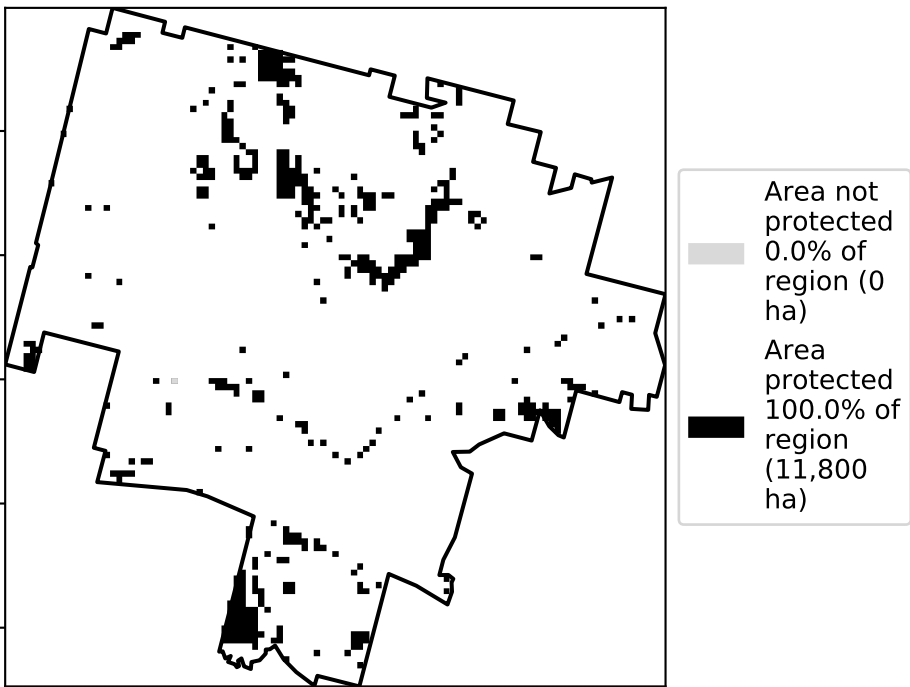 Area not
protected
0.0% of
region (0
ha)
Area
protected
100.0% of
region
(11,800
ha)